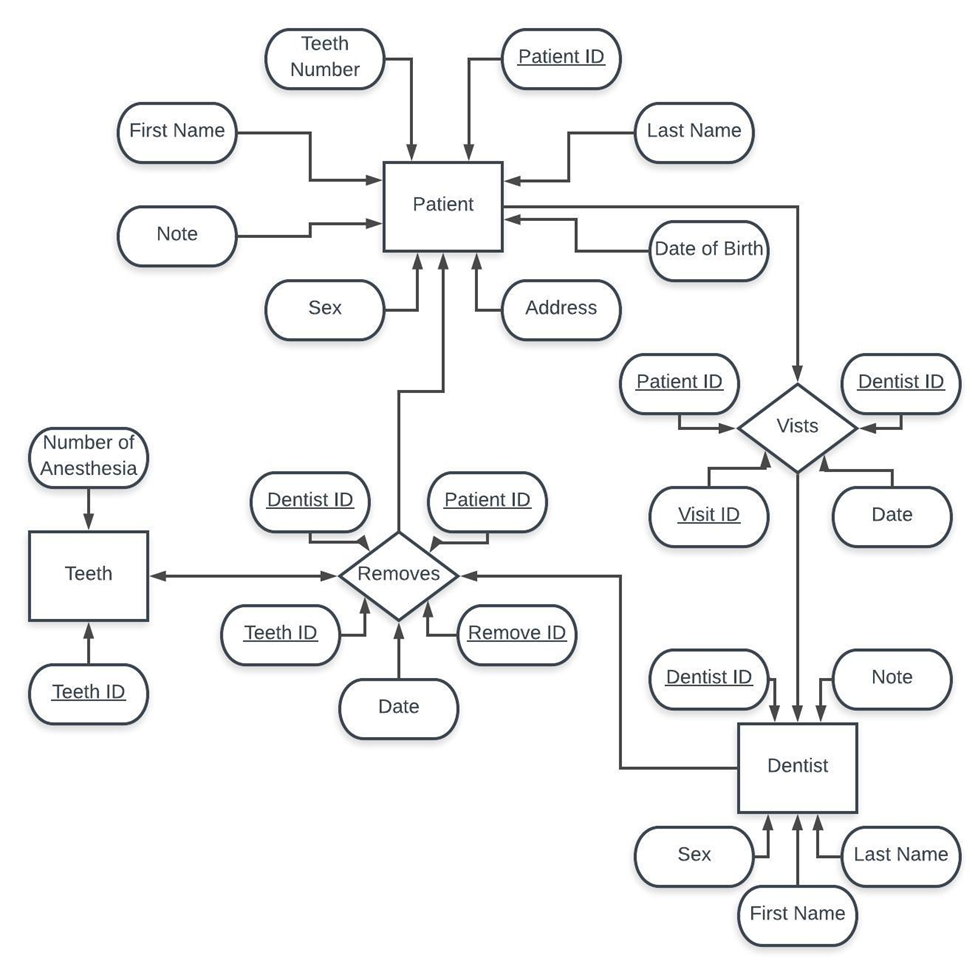 Teeth
Number
Patient ID
First Name
Last Name
Patient
Note
Date of Birth
Sex
Address
Patient ID
Dentist ID
Vists
Number of
Anesthesia
Dentist ID
Patient ID
Visit ID
Date
Teeth
Removes
Teeth ID
Remove ID
Teeth ID
Date
Dentist ID
Note
Dentist
Sex
Last Name
First Name